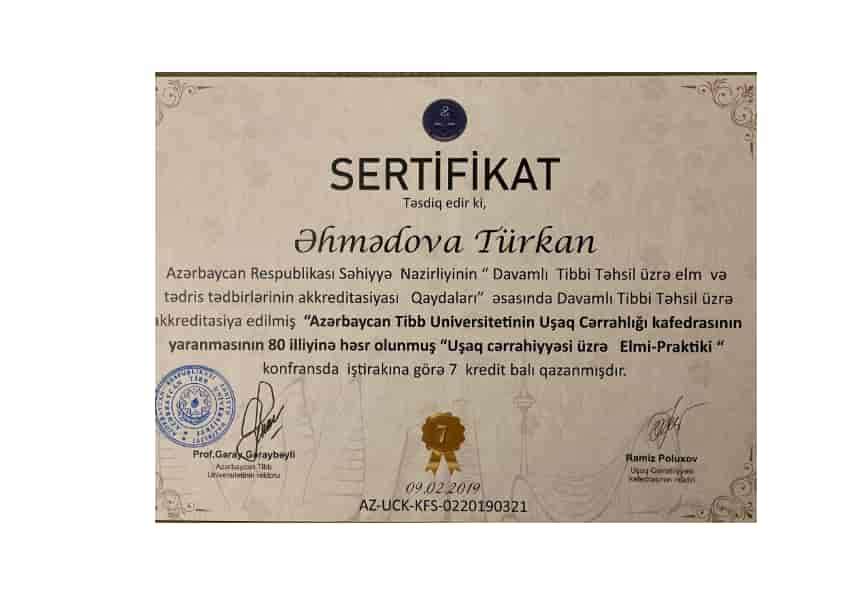 SERTİFİKAT
Təsdiq edir ki,
Əhmədova Türkan
Azərbaycan Respublikası Səhiyyə Nazirliyinin “ Davamlı Tibbi Təhsil üzrə elm və
tədris tədbirlərinin akkreditasiyası Qaydaları” əsasında Davamlı Tibbi Təhsil üzrə
akkreditasiya edilmiş “Azərbaycan Tibb Universitetinin Uşaq Cərrahlığı kafedrasının
yaranmasının 80 illiyinə həsr olunmuş “Uşaq cərrahiyyəsi üzrə Elmi-Praktiki “
konfransda iştirakına görə 7 kredit balı qazanmışdır.
7
Prof.Gəray Gəraybəyli
Azərbaycan Tibb
Universitetinin rektoru
Ramiz Poluxov
Uşaq Cərrahiyyəsi
kafedrasının müdiri
09.02.2019
AZ-UCK-KFS-0220190321